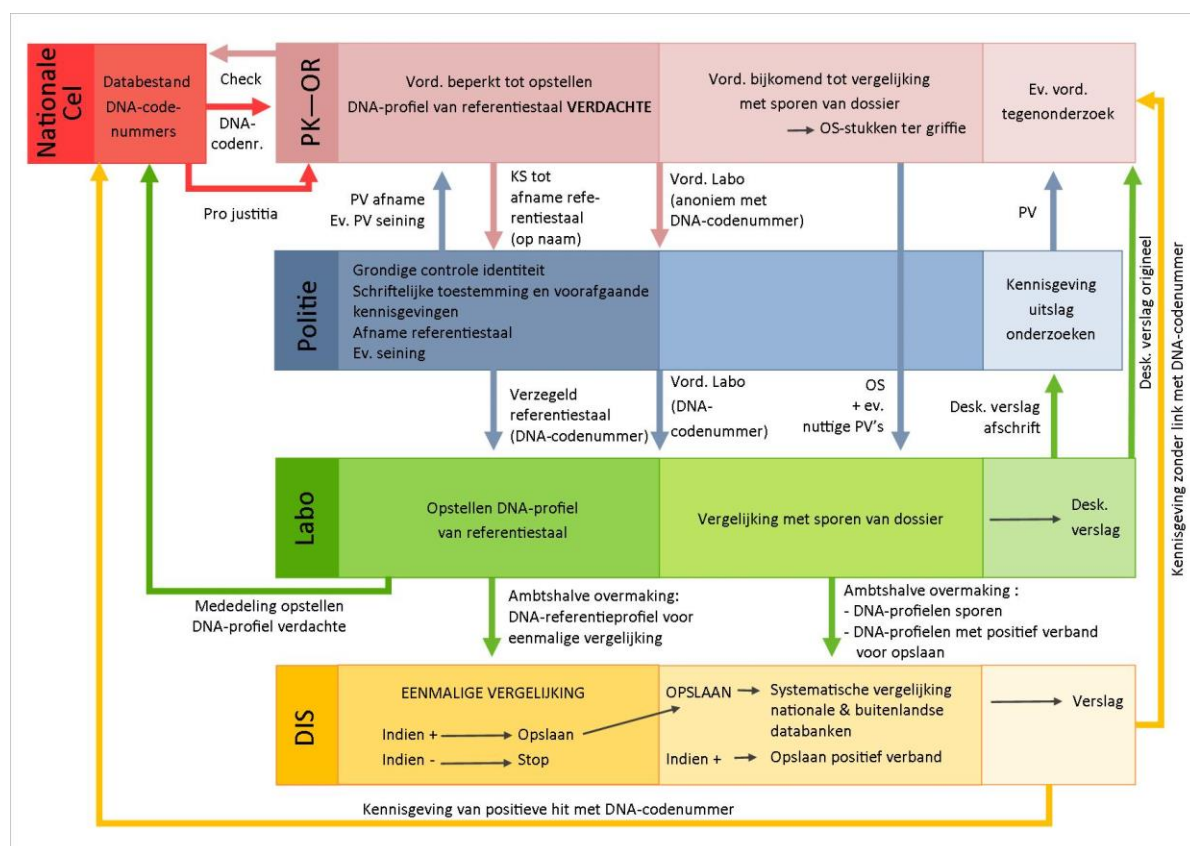 Nationale
Cel
Databestand
DNA-code-
nummers
Check
DNA-
codenr.
Pro justitia
PK—OR
Vord. beperkt tot opstellen
DNA-profiel van referentiestaal VERDACHTE
Vord. bijkomend tot vergelijking
met sporen van dossier
OS-stukken ter griffie
Ev. vord.
tegenonderzoek
PV afname
Ev. PV seining
KS tot
afname refe-
rentiestaal
(op naam)
Vord. Labo
(anoniem met
DNA-codenummer)
PV
Politie
Grondige controle identiteit
Schriftelijke toestemming en voorafgaande
kennisgevingen
Afname referentiestaal
Ev. seining
Kennisgeving
uitslag
onderzoeken
Verzegeld
referentiestaal
(DNA-codenummer)
Vord. Labo
(DNA-
codenummer)
OS
+ ev.
nuttige PV's
Desk. verslag
afschrift
Desk. verslag origineel
Kennisgeving zonder link met DNA-codenummer
Labo
Opstellen DNA-profiel
van referentiestaal
Vergelijking met sporen van dossier
Desk.
verslag
Mededeling opstellen
DNA-profiel verdachte
Ambtshalve overmaking:
DNA-referentieprofiel voor
eenmalige vergelijking
Ambtshalve overmaking :
- DNA-profielen sporen
- DNA-profielen met positief verband
voor opslaan
DIS
EENMALIGE VERGELIJKING
Indien +
Opslaan
Indien -
Stop
OPSLAAN
Systematische vergelijking
nationale & buitenlandse
databanken
Indien +
Opslaan positief verband
Verslag
Kennisgeving van positieve hit met DNA-codenummer